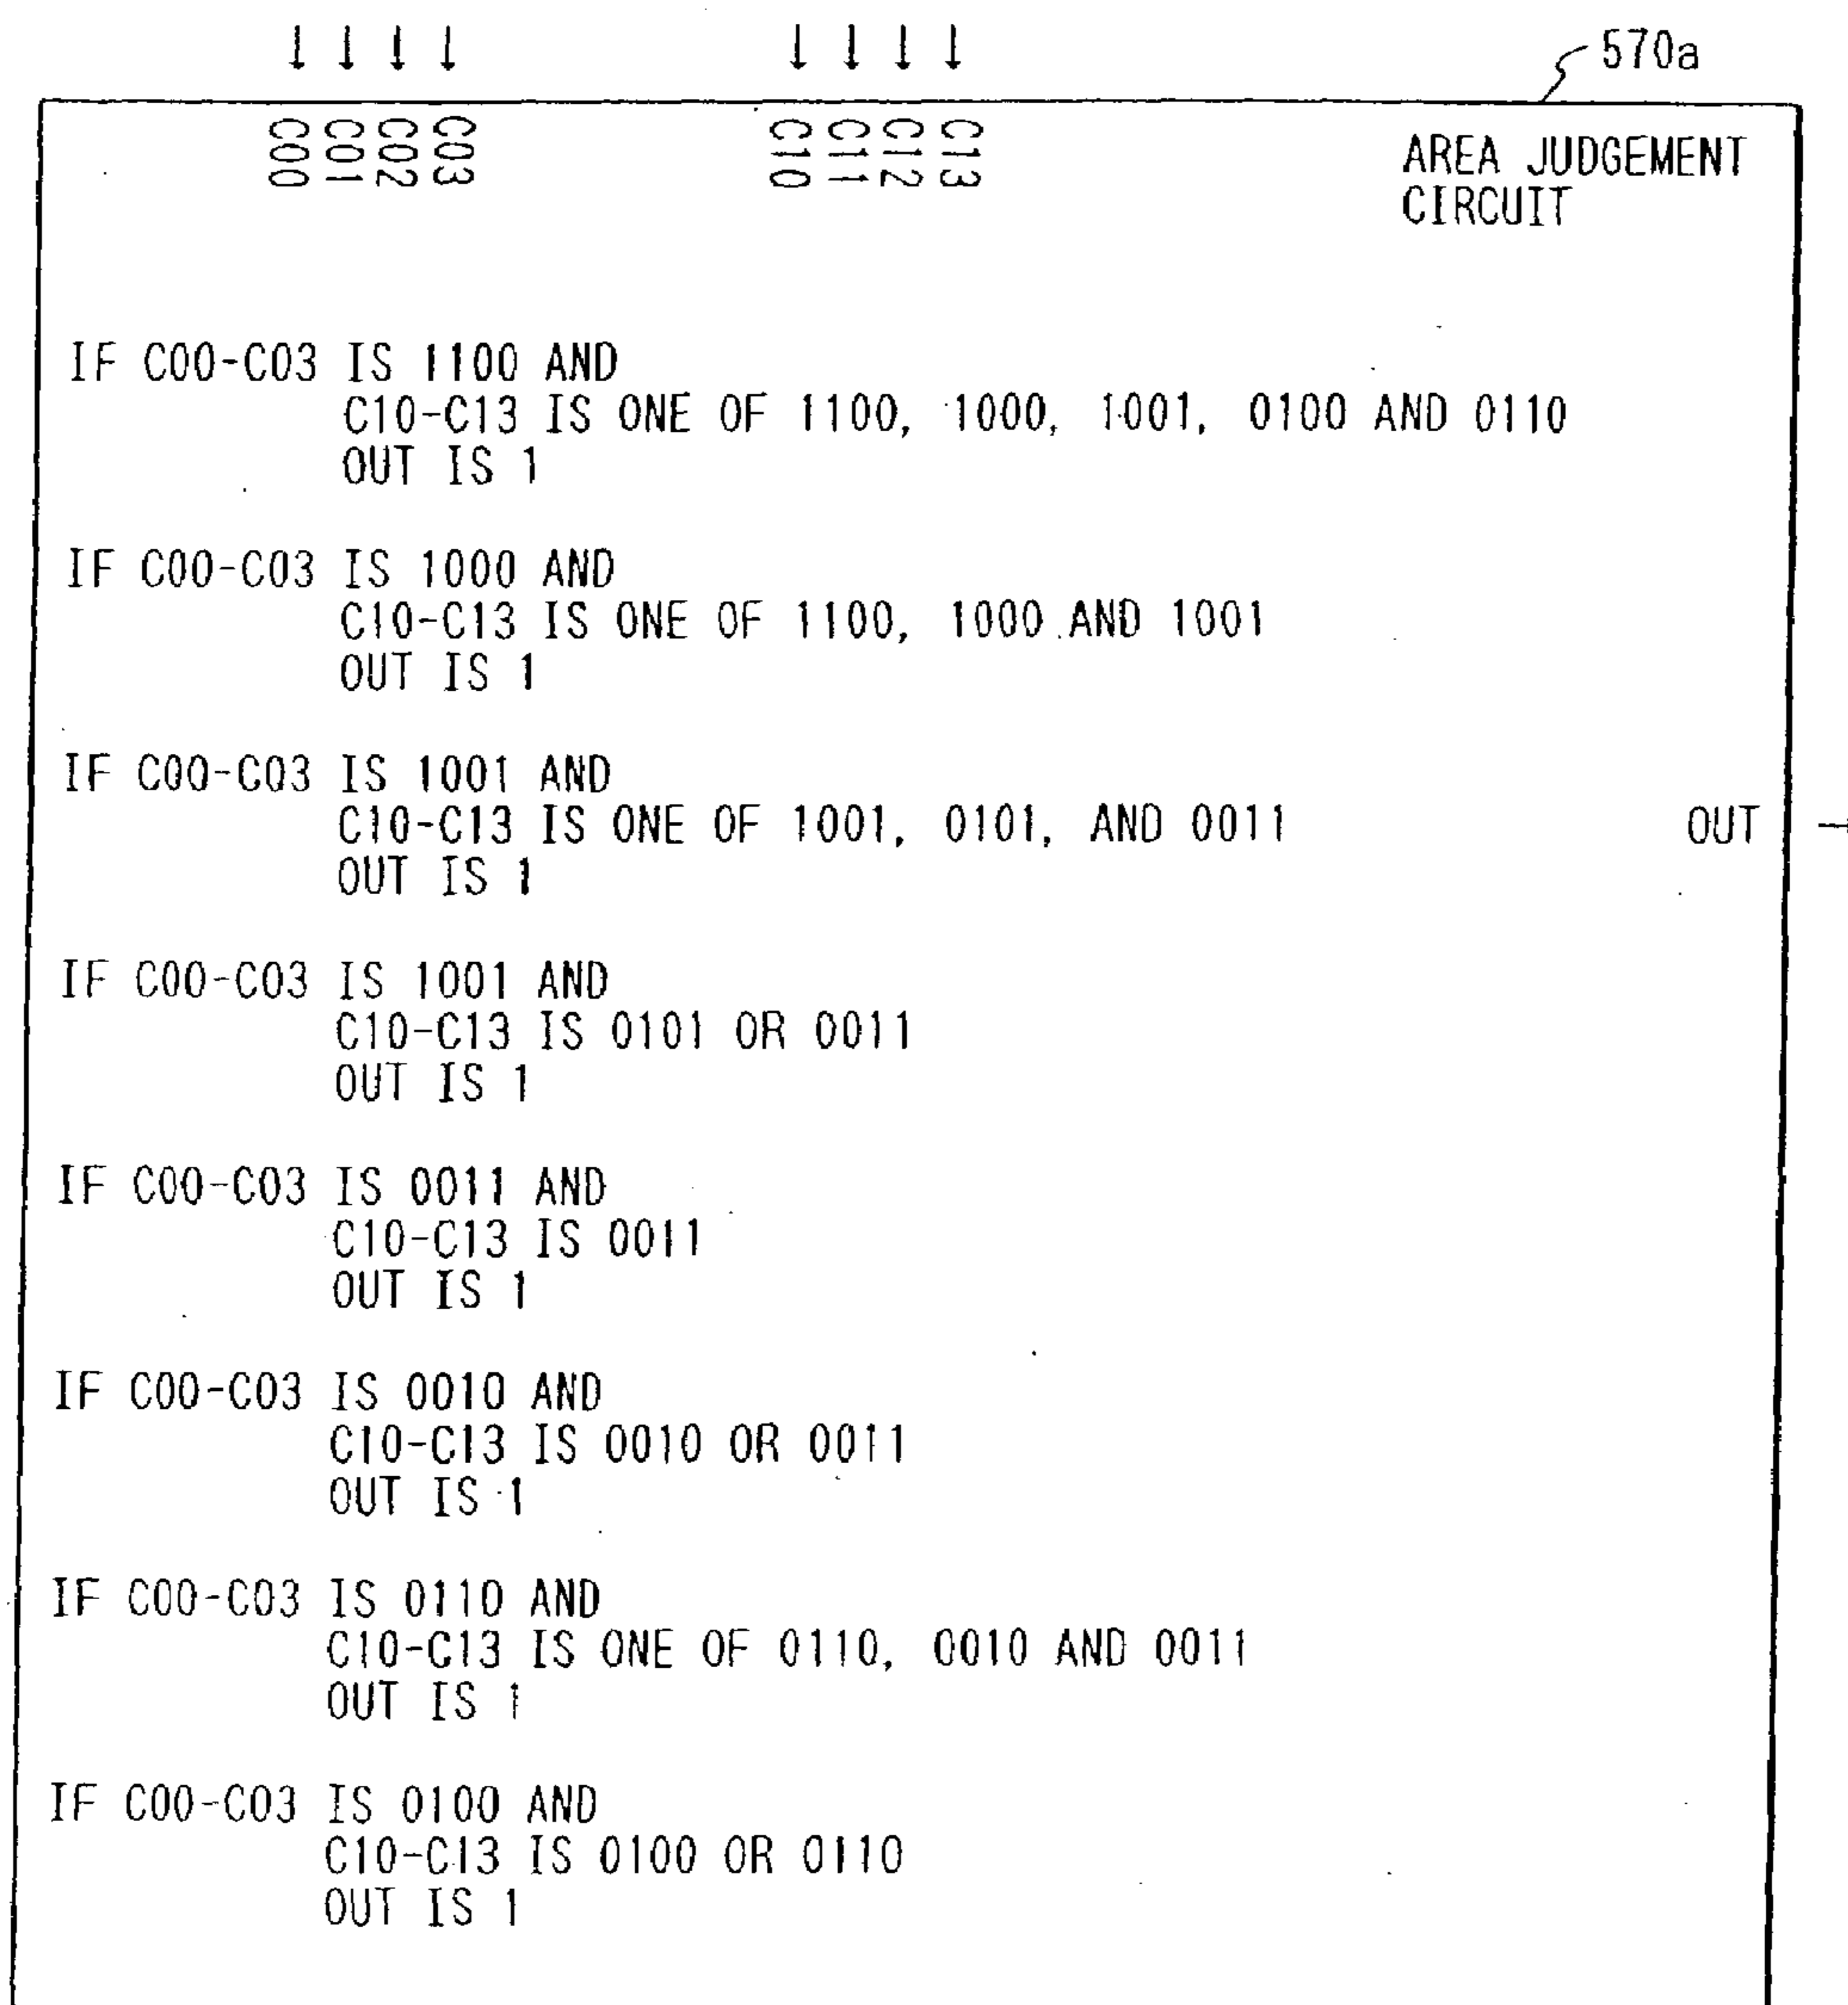 570a
C00 C01 C02 C03 C10 C11 C12 C13
AREA JUDGEMENT
CIRCUIT
IF C00-C03 IS 1100 AND
C10-C13 IS ONE OF 1100, 1000, 1001, 0100 AND 0110
OUT IS 1
IF C00-C03 IS 1000 AND
C10-C13 IS ONE OF 1100, 1000 AND 1001
OUT IS 1
IF C00-C03 IS 1001 AND
C10-C13 IS ONE OF 1001, 0101, AND 0011
OUT IS 1
OUT
IF C00-C03 IS 1001 AND
C10-C13 IS 0101 OR 0011
OUT IS 1
IF C00-C03 IS 0011 AND
C10-C13 IS 0011
OUT IS 1
IF C00-C03 IS 0010 AND
C10-C13 IS 0010 OR 0011
OUT IS 1
IF C00-C03 IS 0110 AND
C10-C13 IS ONE OF 0110, 0010 AND 0011
OUT IS 1
IF C00-C03 IS 0100 AND
C10-C13 IS 0100 OR 0110
OUT IS 1